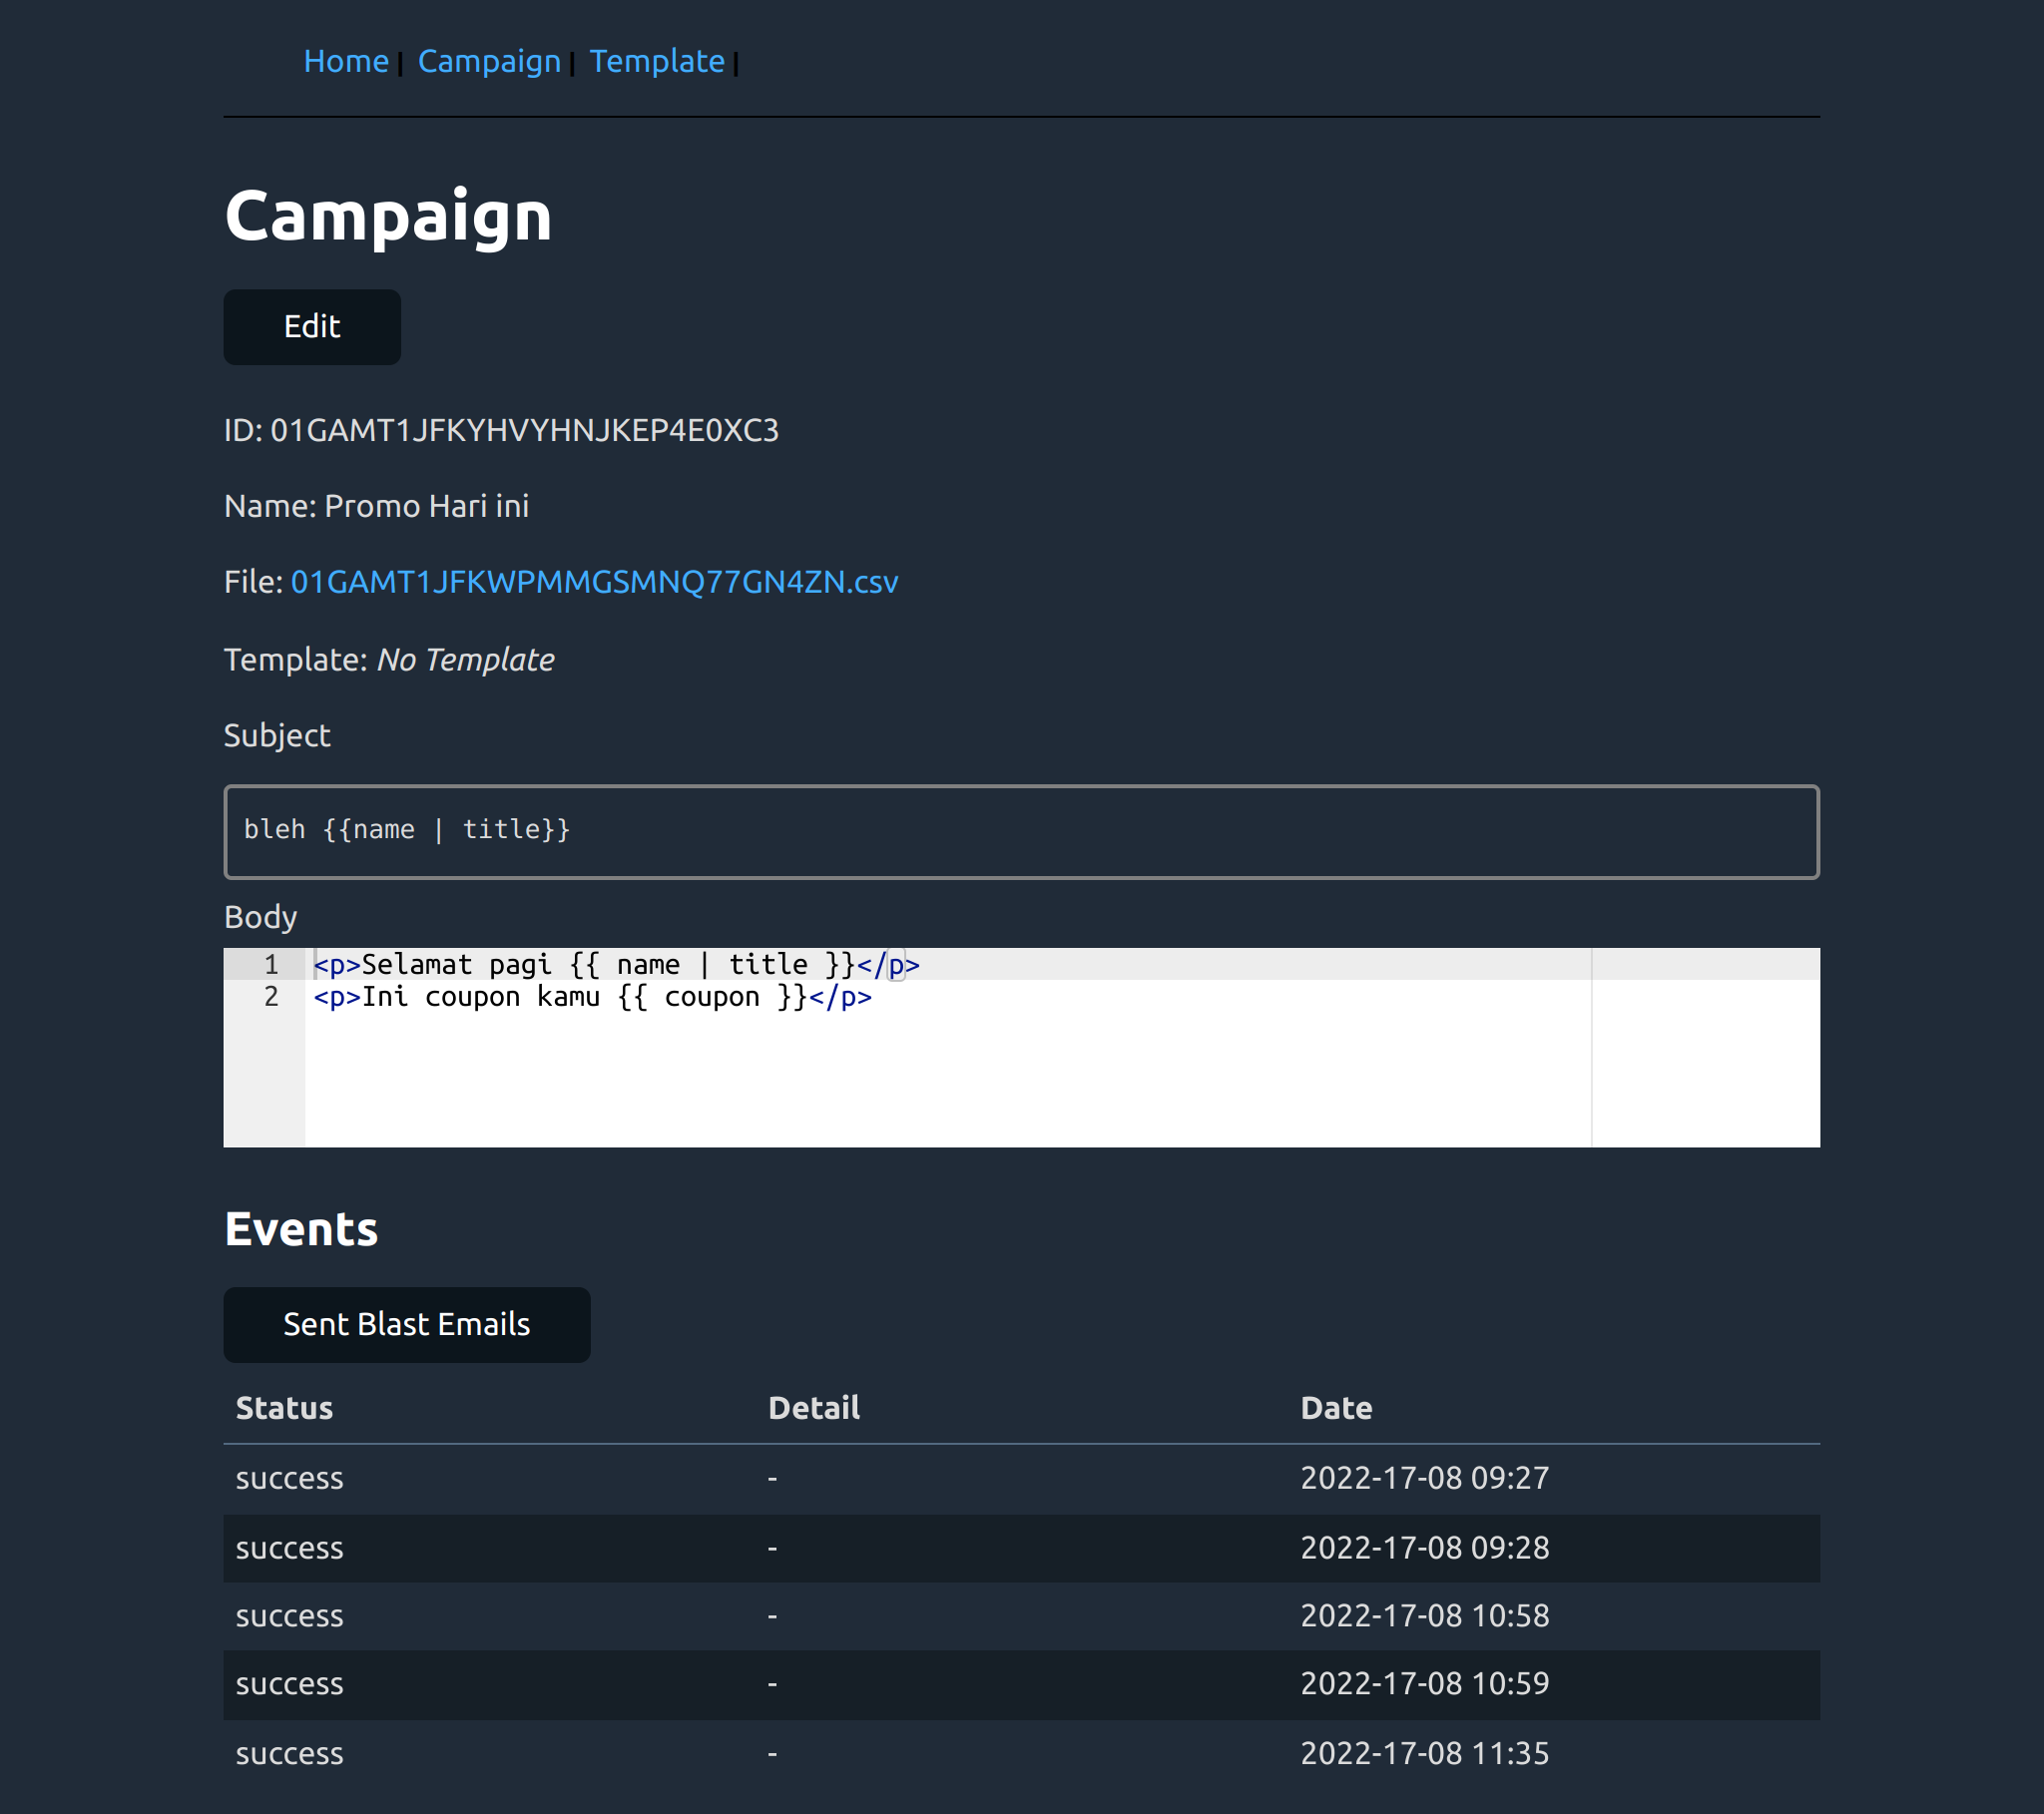 Home | Campaign | Template |
Campaign
Edit
ID: 01GAMT1JFKYHVYHNJKEP4E0XC3
Name: Promo Hari ini
File: 01GAMT1JFKWPMMGSMNQ77GN4ZN.csv
Template: No Template
Subject
bleh {{name | title}}
Body
1 <p>Selamat pagi {{ name | title }}</p>
2 <p>Ini coupon kamu {{ coupon }}</p>
Events
Sent Blast Emails
Status Detail Date
success - 2022-17-08 09:27
success - 2022-17-08 09:28
success - 2022-17-08 10:58
success - 2022-17-08 10:59
success - 2022-17-08 11:35